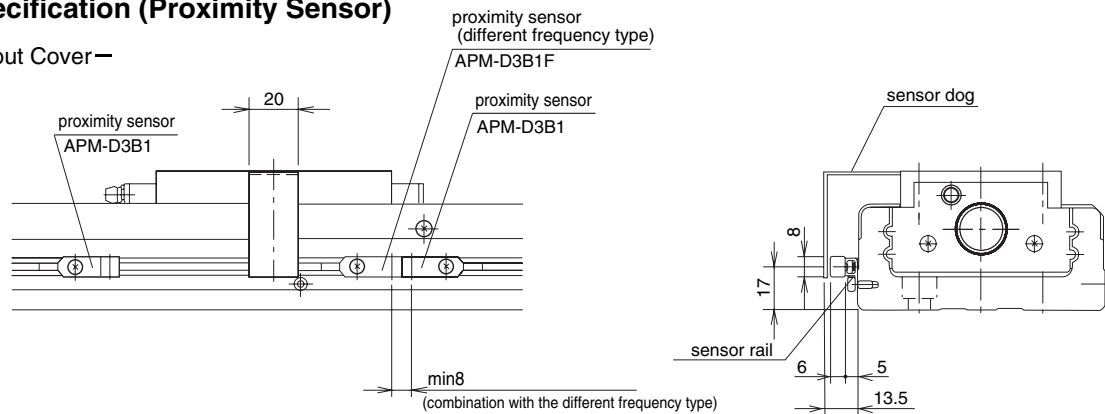 ecification (Proximity Sensor)
out Cover—
proximity sensor
(different frequency type)
APM-D3B1F
20
proximity sensor
APM-D3B1
proximity sensor
APM-D3B1
min8
(combination with the different frequency type)
sensor dog
8
17
sensor rail
6
5
13.5